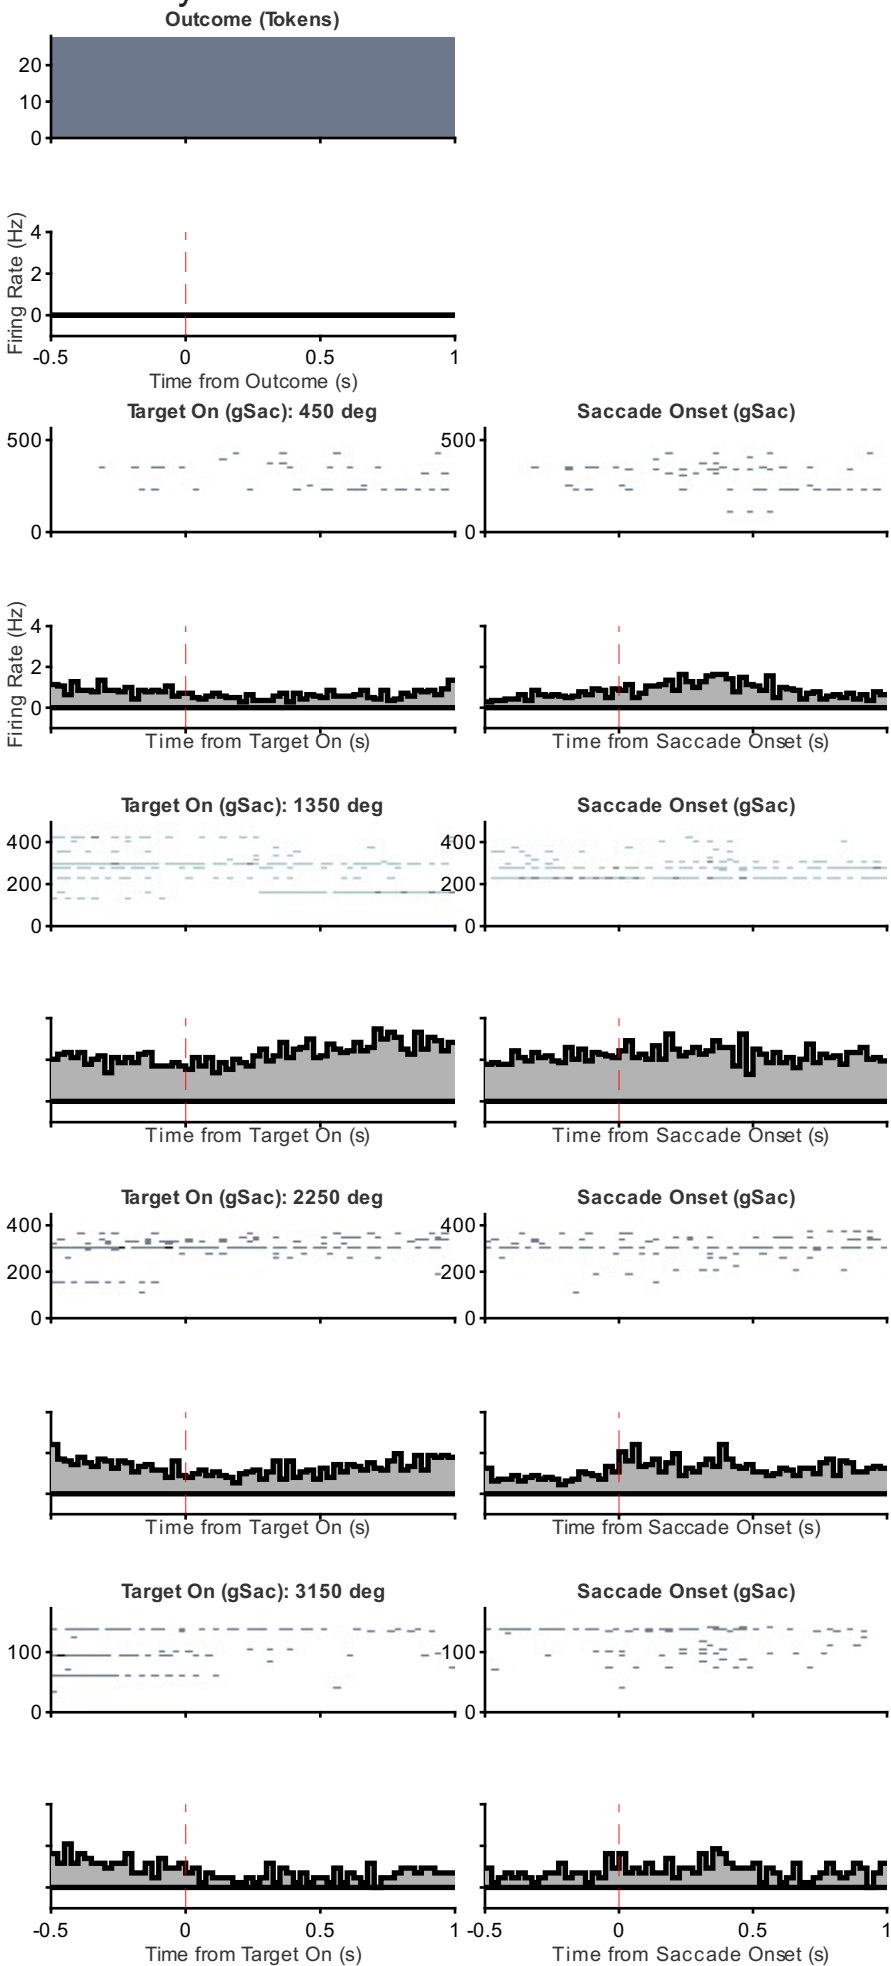 Outcome (Tokens)
20
10
0
Firing Rate (Hz)
4
2
0
-0.5 0 0.5 1
Time from Outcome (s)
Target On (gSac): 450 deg Saccade Onset (gSac)
500 500
0 0
Firing Rate (Hz)
4
2
0
Time from Target On (s) Time from Saccade Onset (s)
Target On (gSac): 1350 deg Saccade Onset (gSac)
400 400
200 200
0 0
Time from Target On (s) Time from Saccade Onset (s)
Target On (gSac): 2250 deg Saccade Onset (gSac)
400 400
200 200
0 0
Time from Target On (s) Time from Saccade Onset (s)
Target On (gSac): 3150 deg Saccade Onset (gSac)
100 100
0 0
-0.5 0 0.5 1 -0.5 0 0.5 1
Time from Target On (s) Time from Saccade Onset (s)